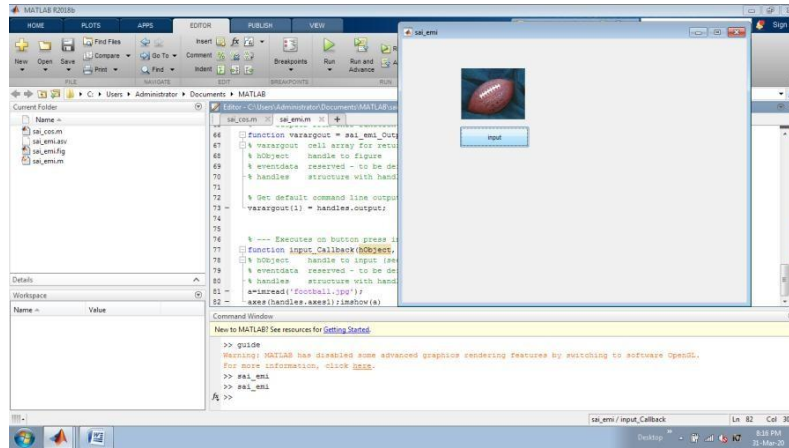 MATLAB R2018b
HOME PLOTS APPS EDITOR PUBLISH VIEW
sai_emi
Sign
New Open Save
Find Files
Compare
Print
Go To
Find
Insert
Comment
Indent
Breakpoints
Run
Run and
Advance
FILE NAVIGATE EDIT BREAKPOINTS RUN
C: Users Administrator Documents MATLAB
Current Folder
Name
sai_cos.m
sai_emi.asv
sai_emi.fig
sai_emi.m
Details
Workspace
Name Value
Editor - C:\Users\Administrator\Documents\MATLAB\sai
sai_cos.m sai_emi.m
66 function varargout = sai_emi_Outp
67 % varargout cell array for retur
68 % hObject handle to figure
69 % eventdata reserved - to be de
70 % handles structure with hand
71
72 % Get default command line output
73 varargout{1} = handles.output;
74
75
76 % --- Executes on button press i
77 function input_Callback(hObject,
78 % hObject handle to input (see
79 % eventdata reserved - to be de
80 % handles structure with hand
81 a=imread('football.jpg');
82 axes(handles.axes1);imshow(a)
input
Command Window
New to MATLAB? See resources for Getting Started.
>> guide
Warning: MATLAB has disabled some advanced graphics rendering features by switching to software OpenGL.
For more information, click here.
>> sai_emi
>> sai_emi
fx >>
sai_emi / input_Callback Ln 82 Col 30
Desktop
8:16 PM
31-Mar-20